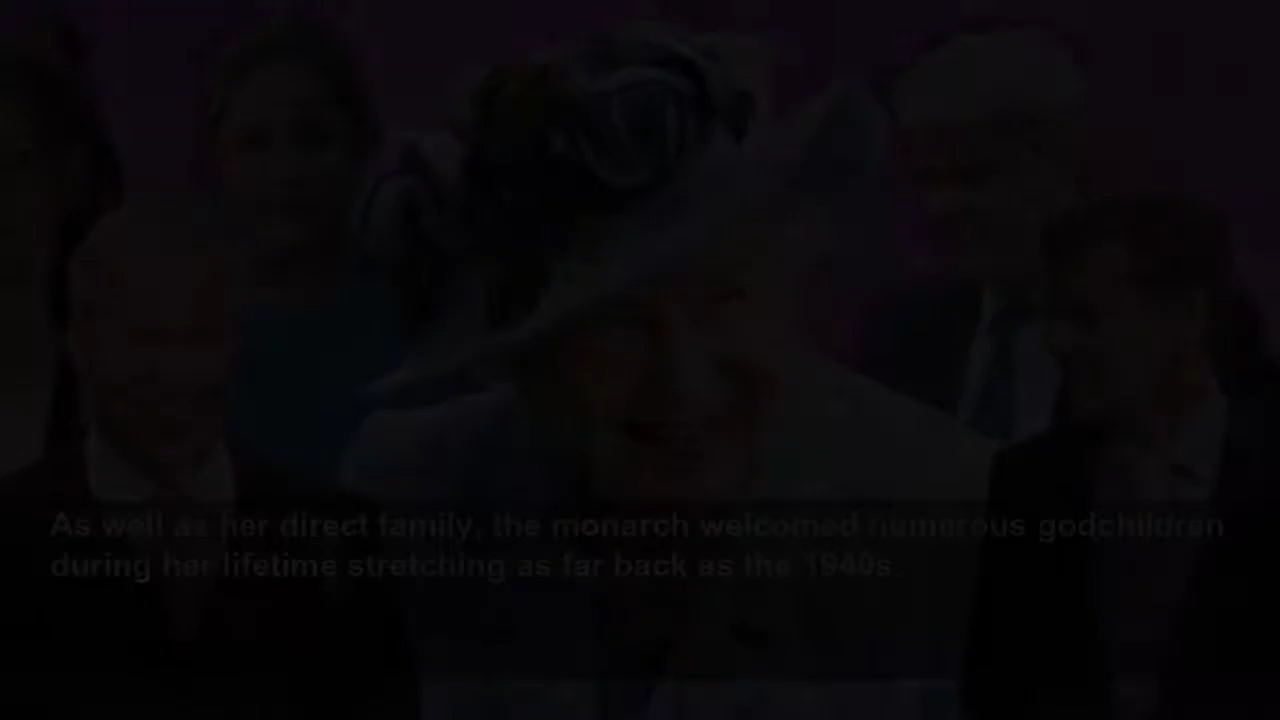 As well as her direct family, the monarch welcomed numerous godchildren
during her lifetime stretching as far back as the 1940s.